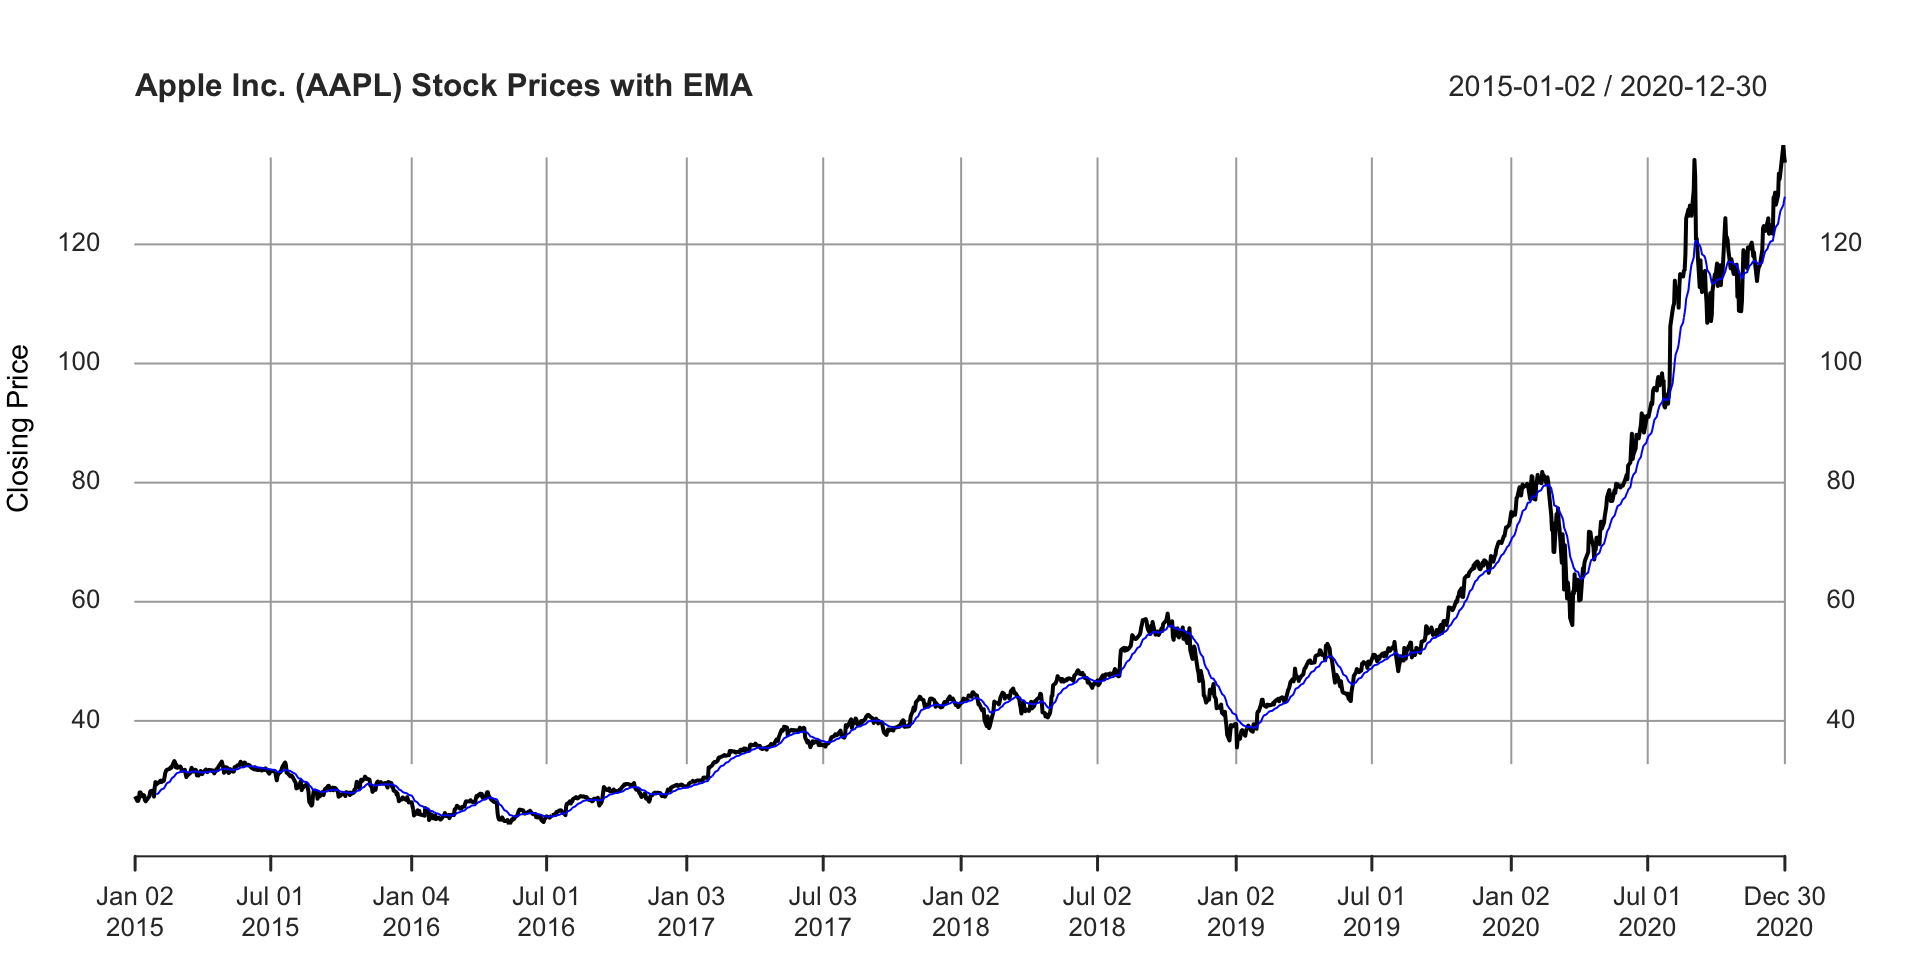 Apple Inc. (AAPL) Stock Prices with EMA
2015-01-02 / 2020-12-30
Closing Price
120
100
80
60
40
120
100
80
60
40
Jan 02 2015
Jul 01 2015
Jan 04 2016
Jul 01 2016
Jan 03 2017
Jul 03 2017
Jan 02 2018
Jul 02 2018
Jan 02 2019
Jul 01 2019
Jan 02 2020
Jul 01 2020
Dec 30 2020